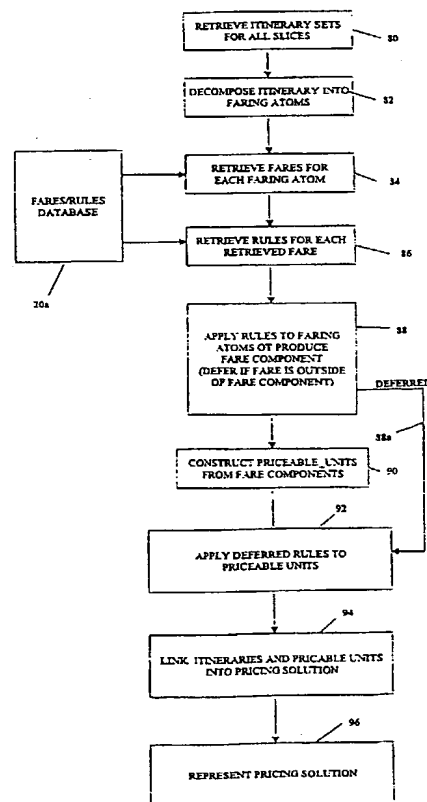 RETRIEVE ITINERARY SETS
FOR ALL SLICES
80
DECOMPOSE ITINERARY INTO
FARING ATOMS
82
RETRIEVE FARES FOR
EACH FARING ATOM
84
FARES/RULES
DATABASE
20a
RETRIEVE RULES FOR EACH
RETRIEVED FARE
86
APPLY RULES TO FARING
ATOMS OT PRODUCE
FARE COMPONENT
(DEFER IF FARE IS OUTSIDE
OF FARE COMPONENT)
88
DEFERRED
88a
CONSTRUCT PRICEABLE_UNITS
FROM FARE COMPONENTS
90
92
APPLY DEFERRED RULES TO
PRICEABLE UNITS
94
LINK ITINERARIES AND PRICABLE UNITS
INTO PRICING SOLUTION
96
REPRESENT PRICING SOLUTION